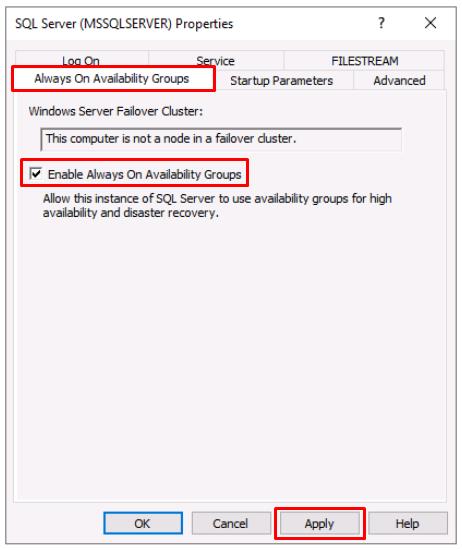 SQL Server (MSSQLSERVER) Properties ? X
Log On Service FILESTREAM
Always On Availability Groups Startup Parameters Advanced
Windows Server Failover Cluster:
This computer is not a node in a failover cluster.
Enable Always On Availability Groups
Allow this instance of SQL Server to use availability groups for high
availability and disaster recovery.
OK Cancel Apply Help